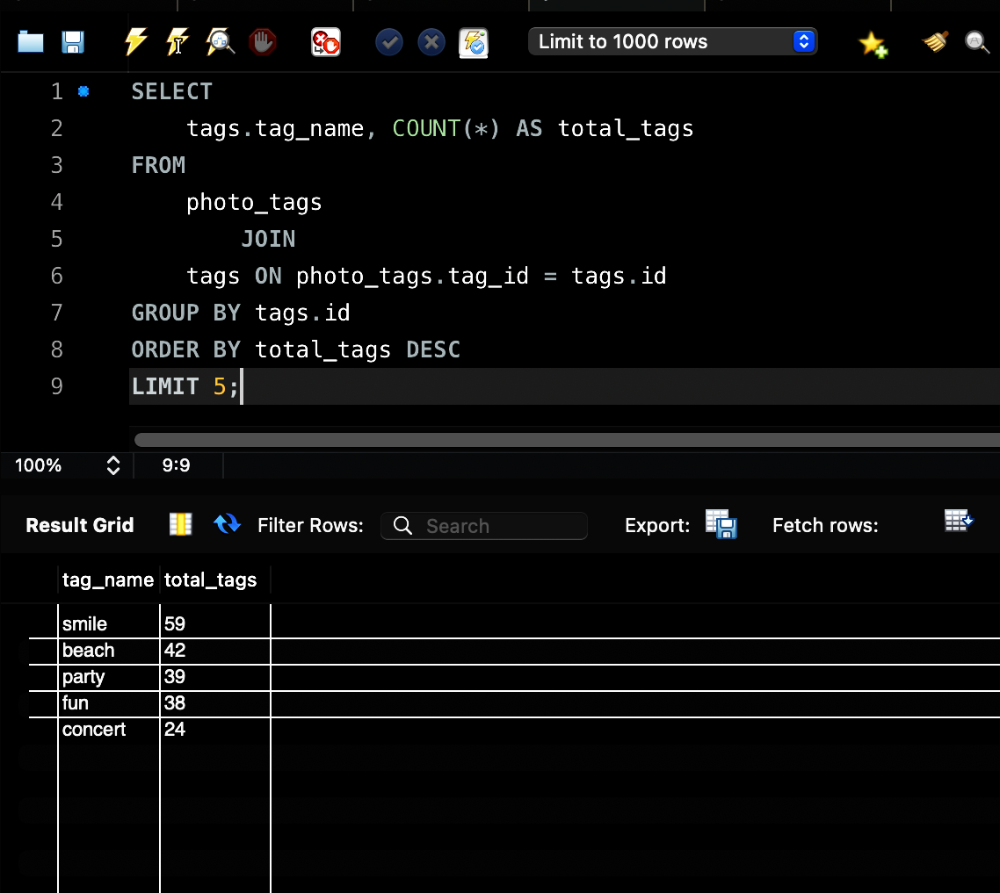 Limit to 1000 rows
1 SELECT
2 tags.tag_name, COUNT(*) AS total_tags
3 FROM
4 photo_tags
5 JOIN
6 tags ON photo_tags.tag_id = tags.id
7 GROUP BY tags.id
8 ORDER BY total_tags DESC
9 LIMIT 5;
100% 9:9
Result Grid Filter Rows: Search Export: Fetch rows:
tag_name total_tags
smile 59
beach 42
party 39
fun 38
concert 24